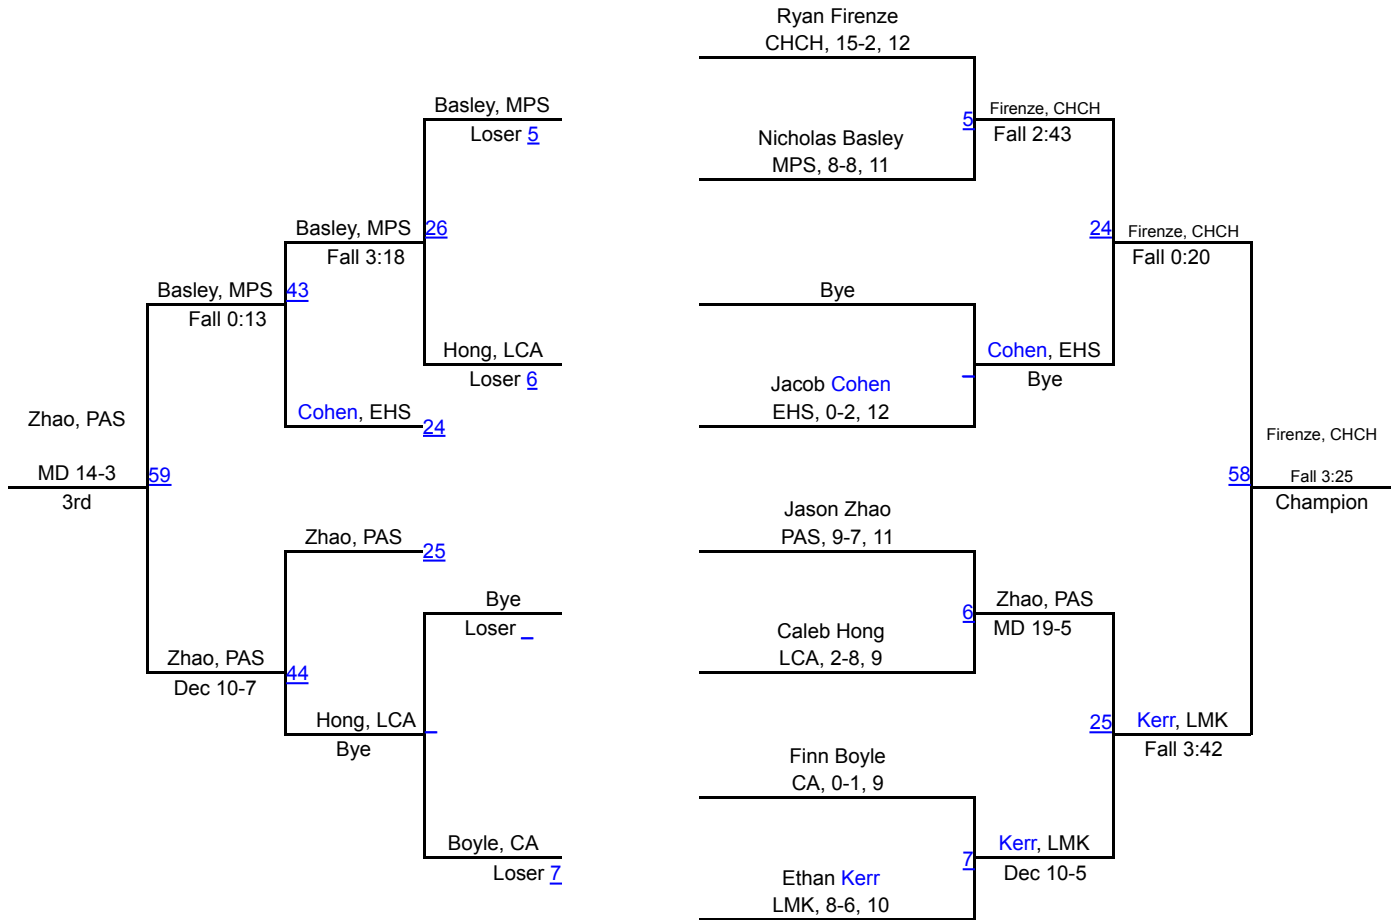 Ryan Firenze
CHCH, 15-2, 12
Basley, MPS
Loser 5
5
Firenze, CHCH
Fall 2:43
Nicholas Basley
MPS, 8-8, 11
Basley, MPS
Fall 3:18
26
24
Firenze, CHCH
Fall 0:20
Basley, MPS
Fall 0:13
43
Bye
Hong, LCA
Loser 6
Cohen, EHS
Bye
Jacob Cohen
EHS, 0-2, 12
Cohen, EHS
24
Zhao, PAS
MD 14-3
3rd
59
58
Firenze, CHCH
Fall 3:25
Champion
Jason Zhao
PAS, 9-7, 11
Zhao, PAS
25
Bye
Loser _
6
Zhao, PAS
MD 19-5
Caleb Hong
LCA, 2-8, 9
Zhao, PAS
Dec 10-7
44
Hong, LCA
Bye
25
Kerr, LMK
Fall 3:42
Finn Boyle
CA, 0-1, 9
Boyle, CA
Loser 7
7
Kerr, LMK
Dec 10-5
Ethan Kerr
LMK, 8-6, 10